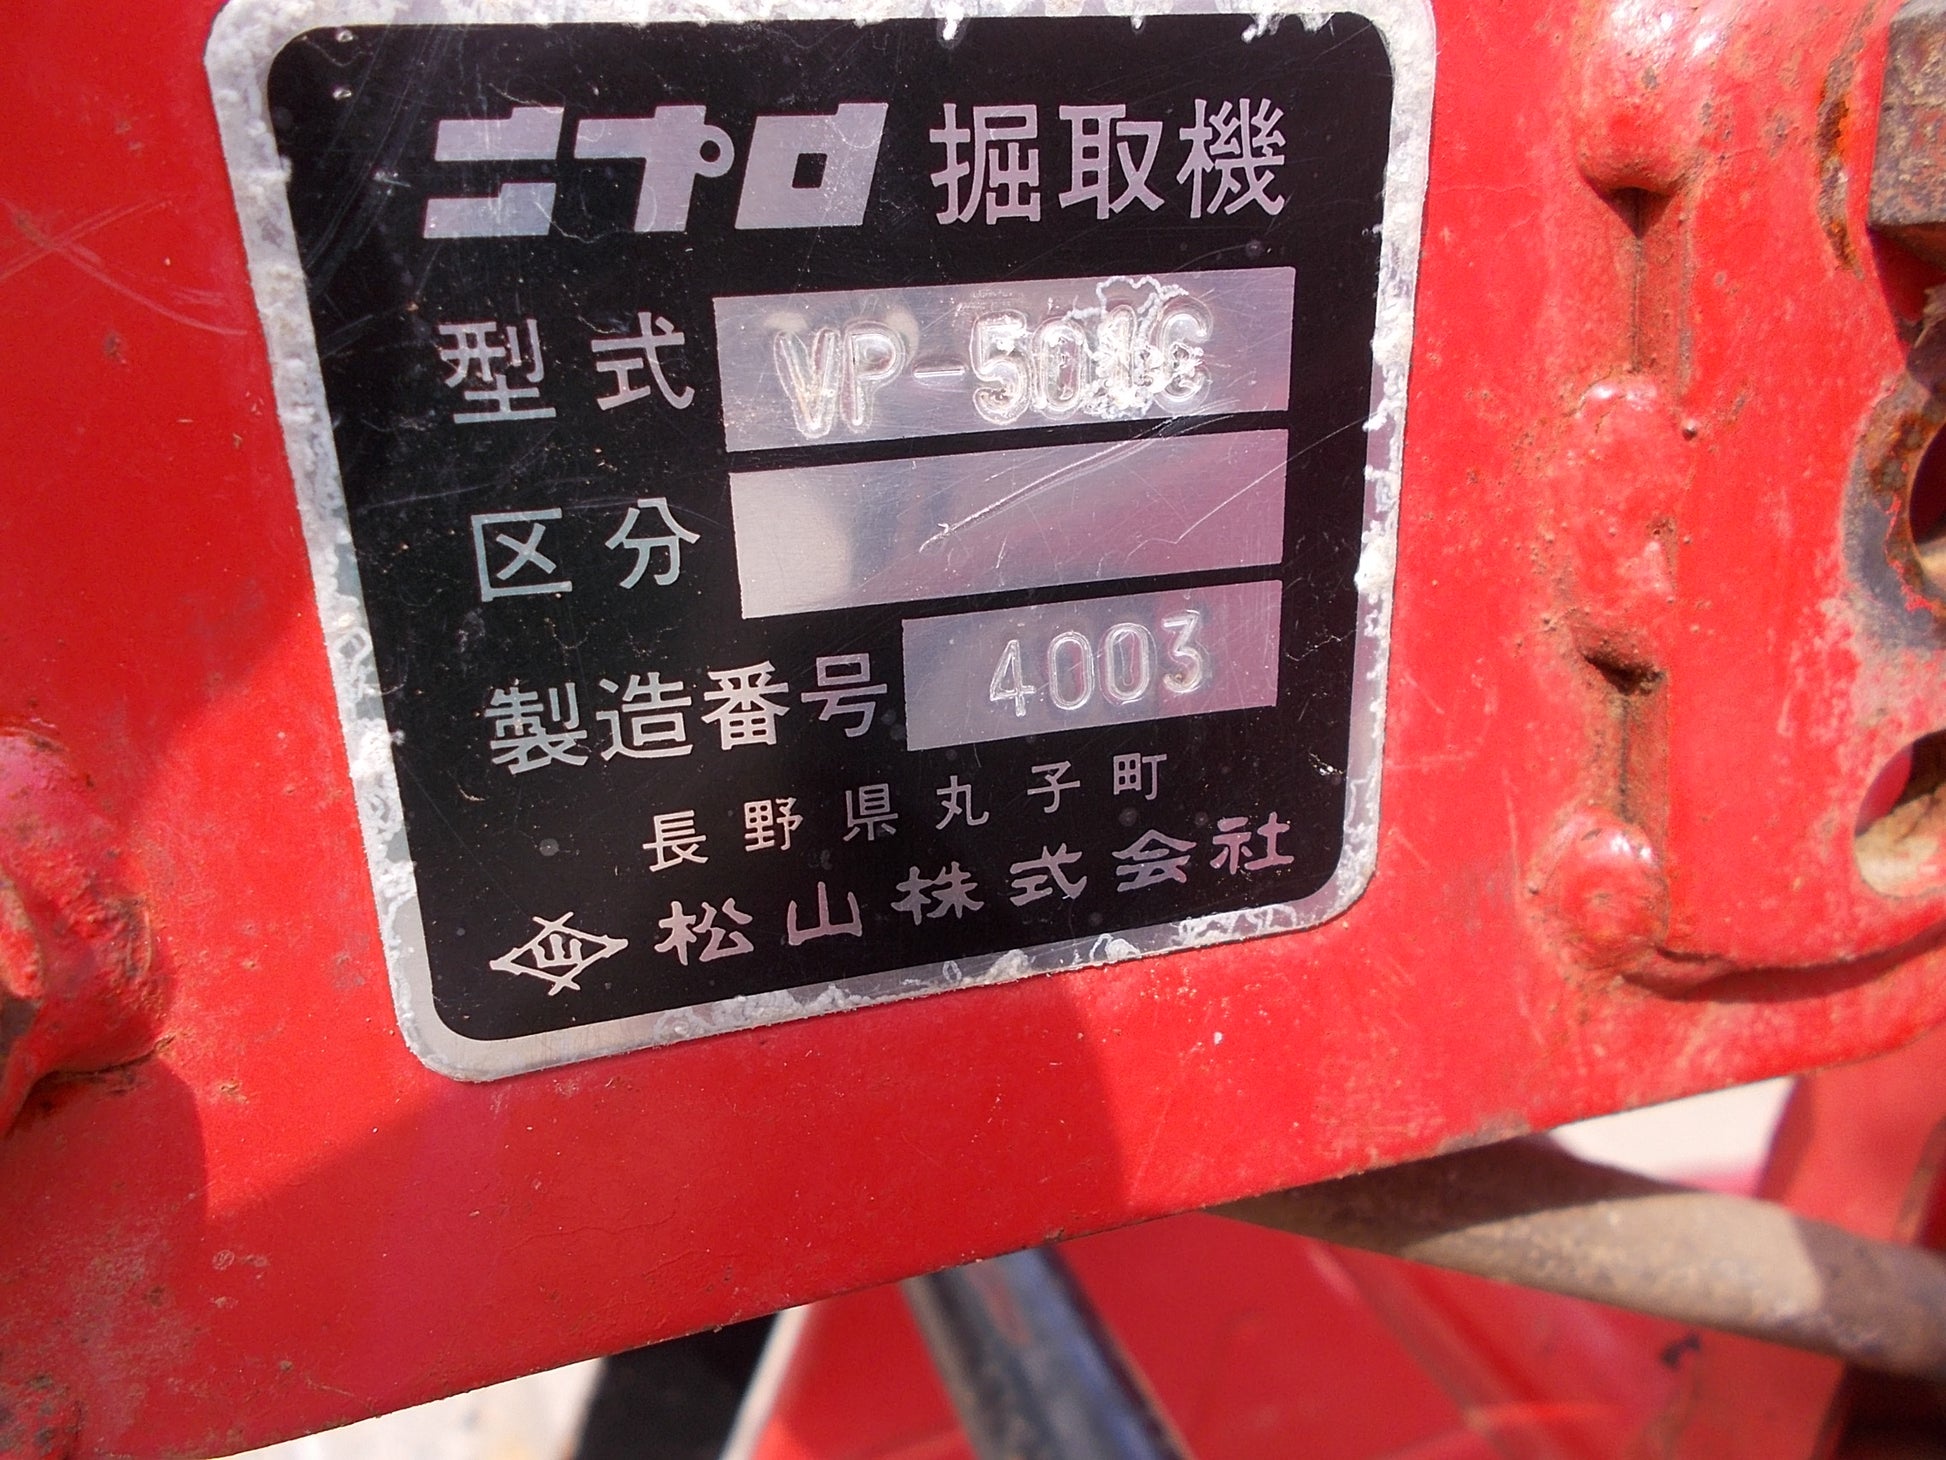 ニプロ 掘取機
型式 VP-50
区分
製造番号 4003
長野県丸子町
松山株式会社